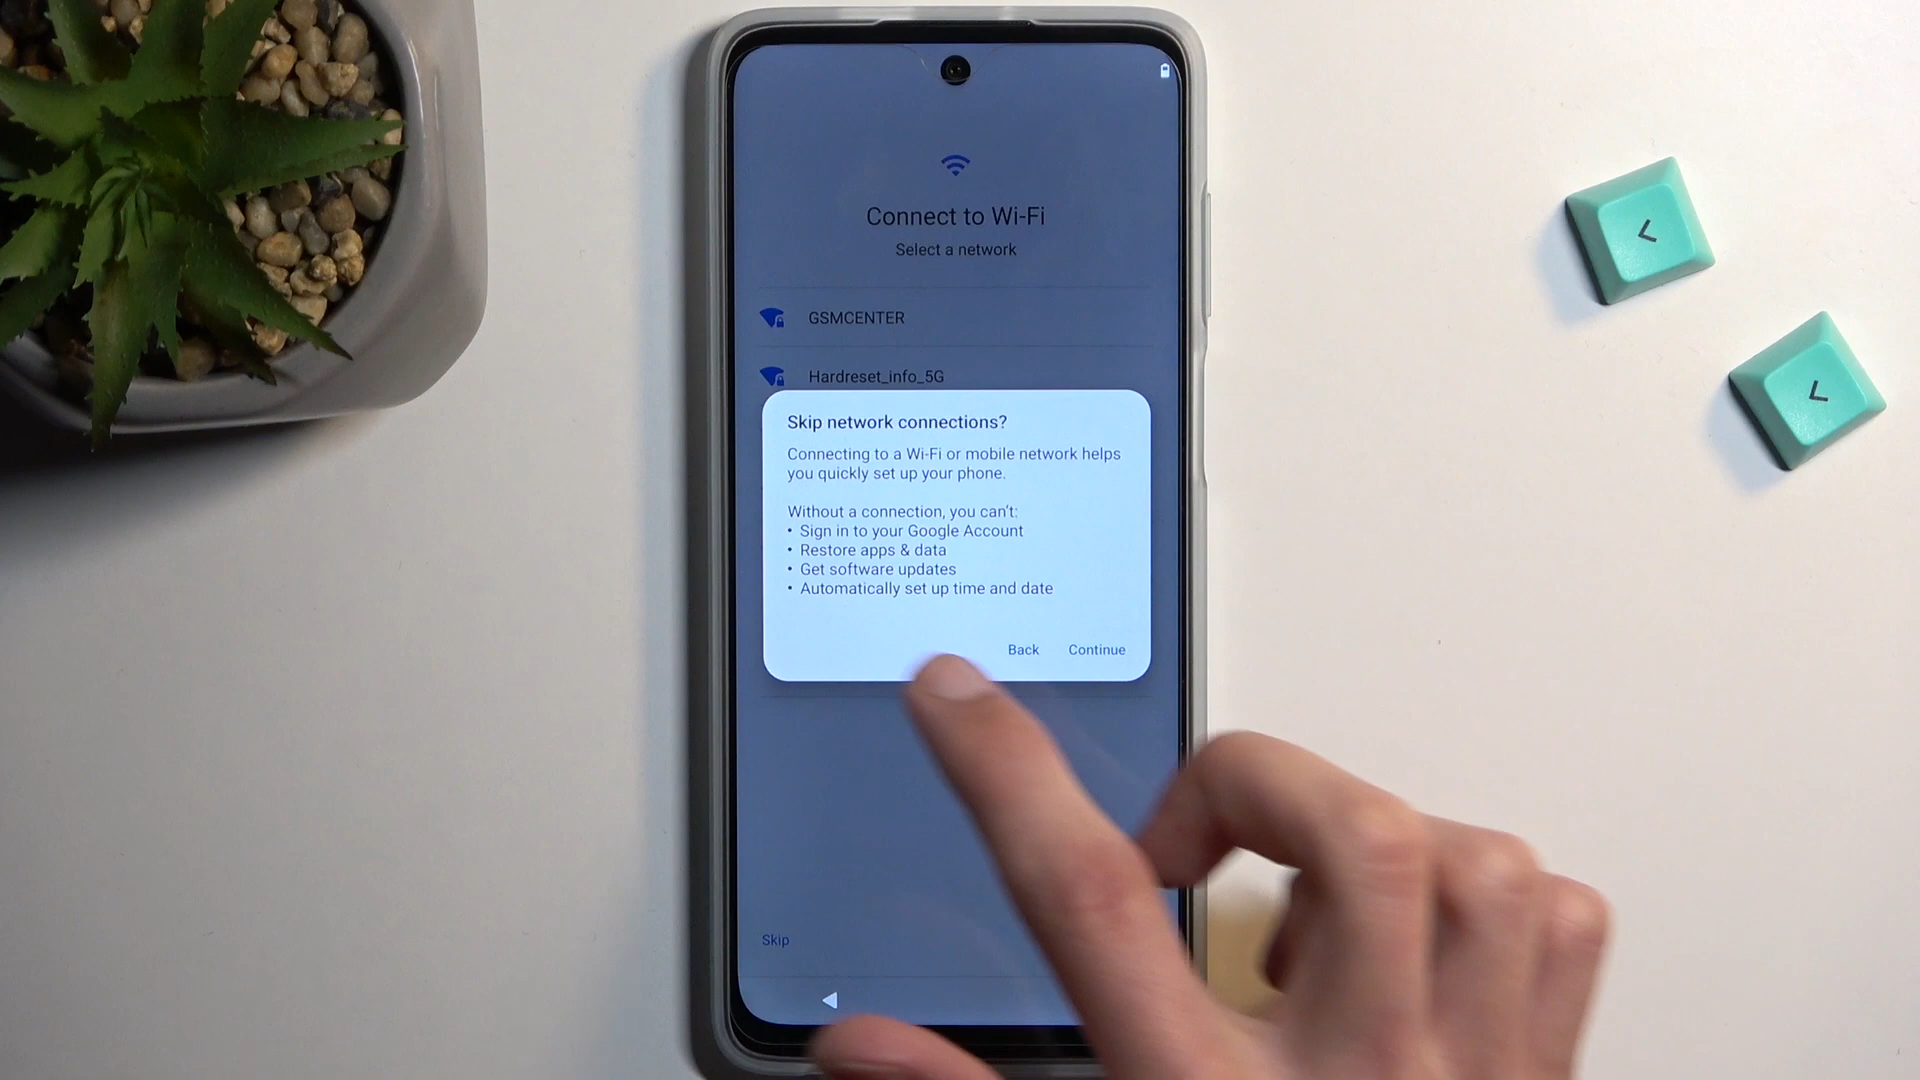 Connect to Wi-Fi
Select a network
GSMCENTER
Hardreset_info_5G
Skip network connections?
Connecting to a Wi-Fi or mobile network helps
you quickly set up your phone.
Without a connection, you can't:
• Sign in to your Google Account
• Restore apps & data
• Get software updates
• Automatically set up time and date
Back Continue
Skip
<
<